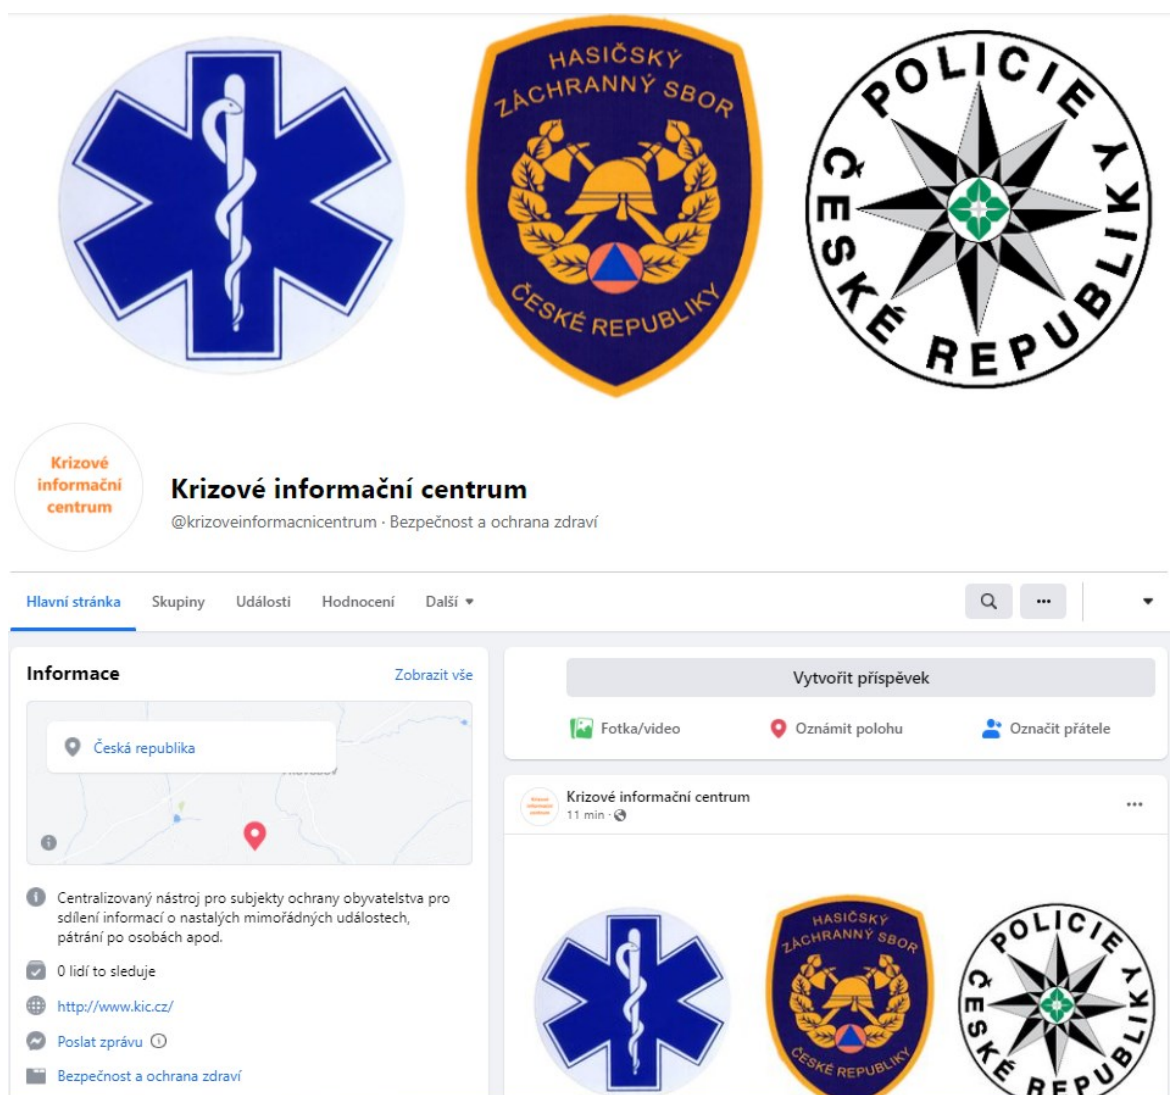 HASIČSKÝ
ZÁCHRANNÝ SBOR
ČESKÉ REPUBLIKY
POLICIE
ČESKÉ REPUBLIKY
Krizové
informační
centrum
Krizové informační centrum
@krizoveinformacnicentrum · Bezpečnost a ochrana zdraví
Hlavní stránka Skupiny Události Hodnocení Další
Informace Zobrazit vše
Česká republika
Centralizovaný nástroj pro subjekty ochrany obyvatelstva pro
sdílení informací o nastalých mimořádných událostech,
pátrání po osobách apod.
0 lidí to sleduje
http://www.kic.cz/
Poslat zprávu
Bezpečnost a ochrana zdraví
Vytvořit příspěvek
Fotka/video Oznámit polohu Označit přátele
Krizové
informační
centrum
Krizové informační centrum
11 min ·
HASIČSKÝ
ZÁCHRANNÝ SBOR
ČESKÉ REPUBLIKY
POLICIE
ČESKÉ REPUBLIKY